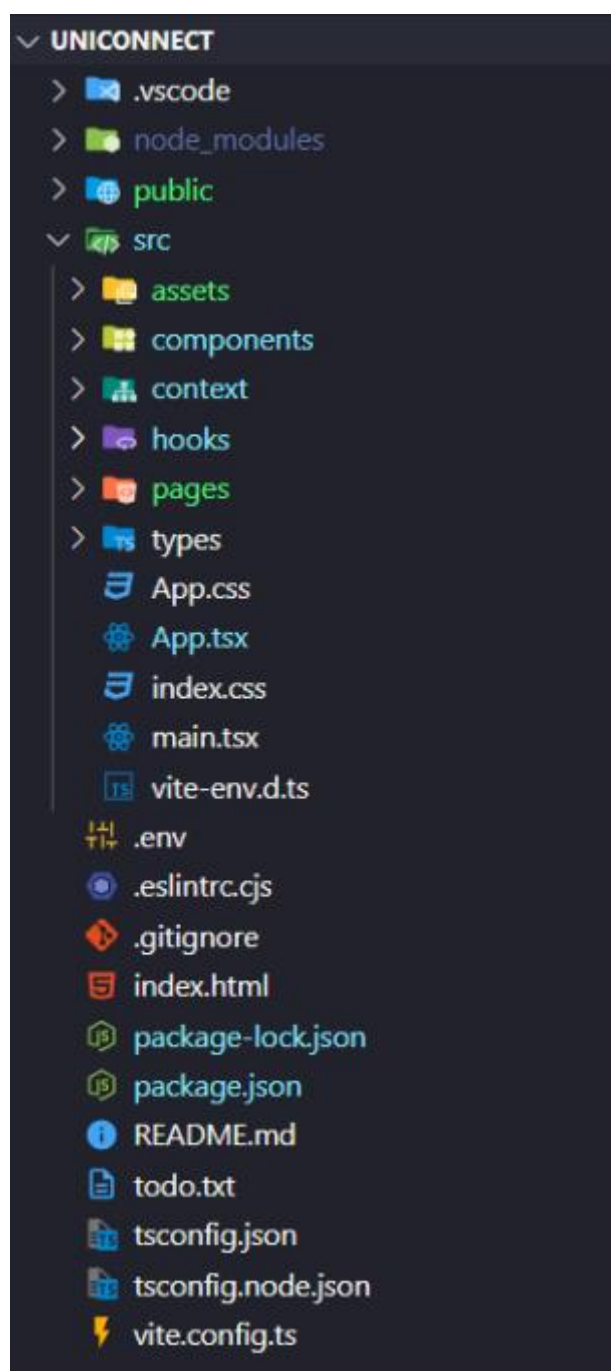 UNICONNECT
.vscode
node_modules
public
src
assets
components
context
hooks
pages
types
App.css
App.tsx
index.css
main.tsx
vite-env.d.ts
.env
.eslintrc.cjs
.gitignore
index.html
package-lock.json
package.json
README.md
todo.txt
tsconfig.json
tsconfig.node.json
vite.config.ts